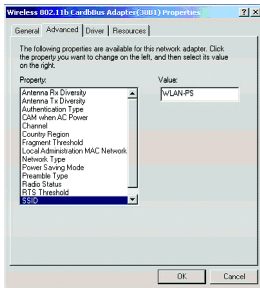 Wireless 802.11b CardbBus Adapter(3BB1) Properties
General Advanced Driver Resources
The following properties are available for this network adapter. Click
the property you want to change on the left, and then select its value
on the right.
Property:
Value:
Antenna Rx Diversity
WLAN-PS
Antenna Tx Diversity
Authentication Type
CAM when AC Power
Channel
Country Region
Fragment Threshold
Local Administration MAC Network
Network Type
Power Saving Mode
Preamble Type
Radio Status
RTS Threshold
SSID
OK Cancel